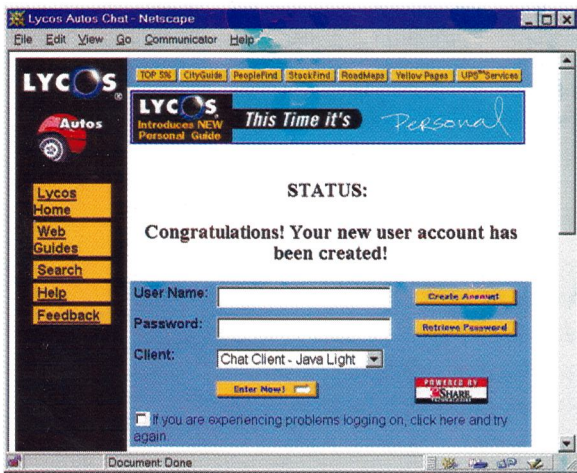 Lycos Autos Chat - Netscape
File Edit View Go Communicator Help
LYCOS®
Autos
Lycos
Home
Web
Guides
Search
Help
Feedback
TOP 5% CityGuide PeopleFind StockFind RoadMaps Yellow Pages UPS℠Services
LYCOS
Introduces NEW
Personal Guide
This Time it's Personal
STATUS:
Congratulations! Your new user account has
been created!
User Name:
Create Account
Password:
Retrieve Password
Client:
Chat Client - Java Light
Enter Now!
POWERED BY
SHARE
If you are experiencing problems logging on, click here and try
again.
Document: Done